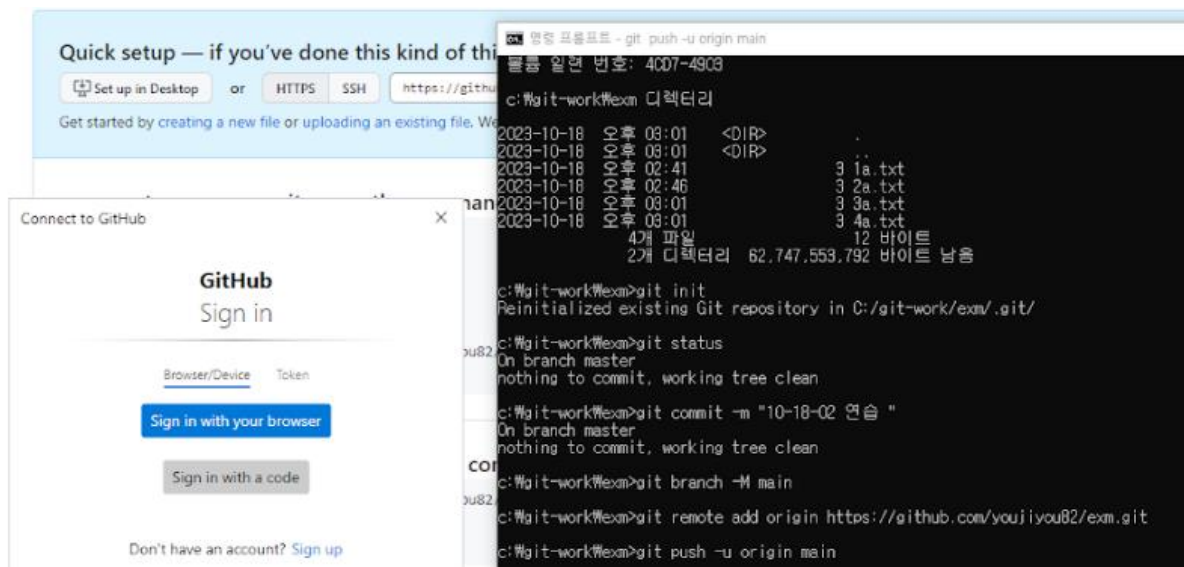 Quick setup — if you've done this kind of thi
Set up in Desktop or HTTPS SSH https://githu
Get started by creating a new file or uploading an existing file. We
Connect to GitHub
GitHub
Sign in
Browser/Device Token
Sign in with your browser
Sign in with a code
Don't have an account? Sign up
명령 프롬프트 - git push -u origin main
볼륨 일련 번호: 4CD7-4903
c:\git-work\exm 디렉터리
2023-10-18 오후 03:01 <DIR> .
2023-10-18 오후 03:01 <DIR> ..
2023-10-18 오후 02:41 3 1a.txt
2023-10-18 오후 02:46 3 2a.txt
2023-10-18 오후 03:01 3 3a.txt
2023-10-18 오후 03:01 3 4a.txt
4개 파일 12 바이트
2개 디렉터리 62,747,553,792 바이트 남음
c:\git-work\exm>git init
Reinitialized existing Git repository in C:/git-work/exm/.git/
c:\git-work\exm>git status
On branch master
nothing to commit, working tree clean
c:\git-work\exm>git commit -m "10-18-02 연습 "
On branch master
nothing to commit, working tree clean
c:\git-work\exm>git branch -M main
c:\git-work\exm>git remote add origin https://github.com/youjiyou82/exm.git
c:\git-work\exm>git push -u origin main